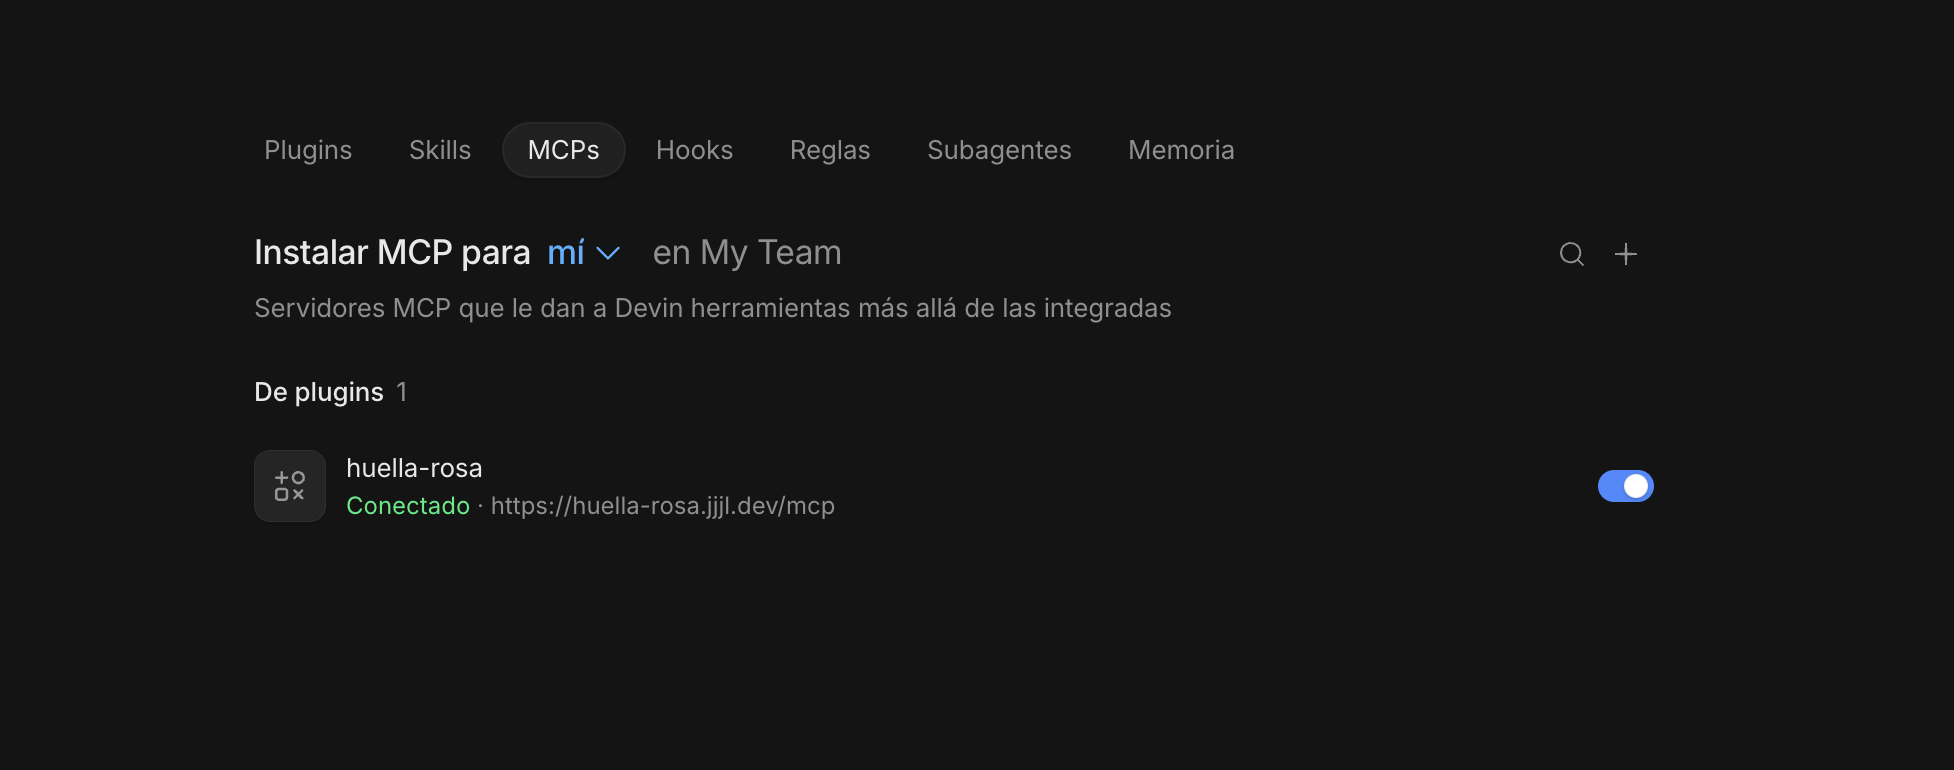 Plugins Skills MCPs Hooks Reglas Subagentes Memoria
Instalar MCP para mí en My Team
Servidores MCP que le dan a Devin herramientas más allá de las integradas
De plugins 1
huella-rosa
Conectado · https://huella-rosa.jjjl.dev/mcp